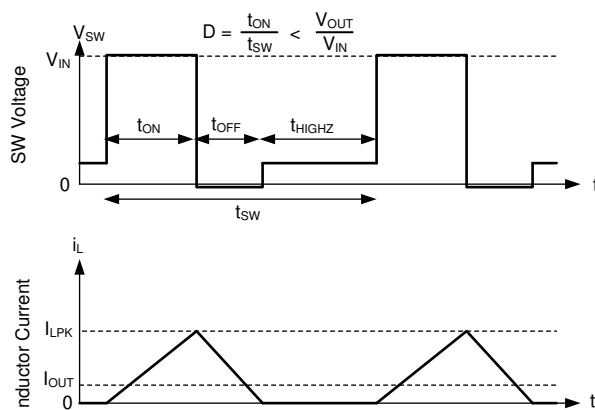 V_SW
D = t_ON / t_SW < V_OUT / V_IN
V_IN
SW Voltage
t_ON
t_OFF
t_HIGHZ
0
t
t_SW
i_L
nductor Current
I_LPK
I_OUT
0
t